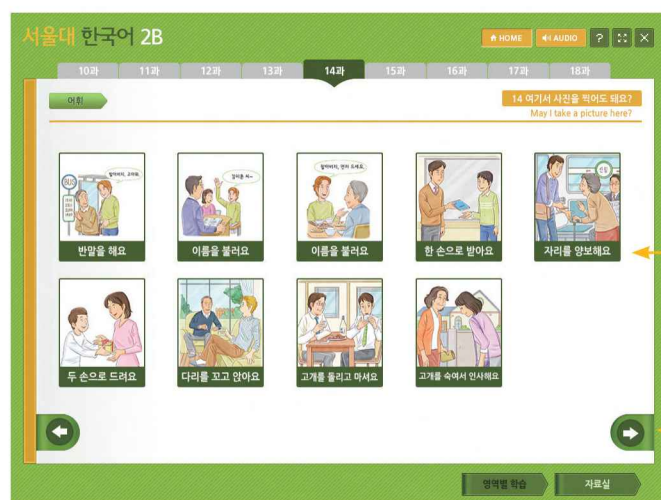 서울대 한국어 2B
HOME
AUDIO
?
10과 11과 12과 13과 14과 15과 16과 17과 18과
어휘
14 여기서 사진을 찍어도 돼요?
May I take a picture here?
BUS
반말을 해요
이름을 불러요
이름을 불러요
한 손으로 받아요
자리를 양보해요
두 손으로 드려요
다리를 꼬고 앉아요
고개를 돌리고 마셔요
고개를 숙여서 인사해요
영역별 학습
자료실